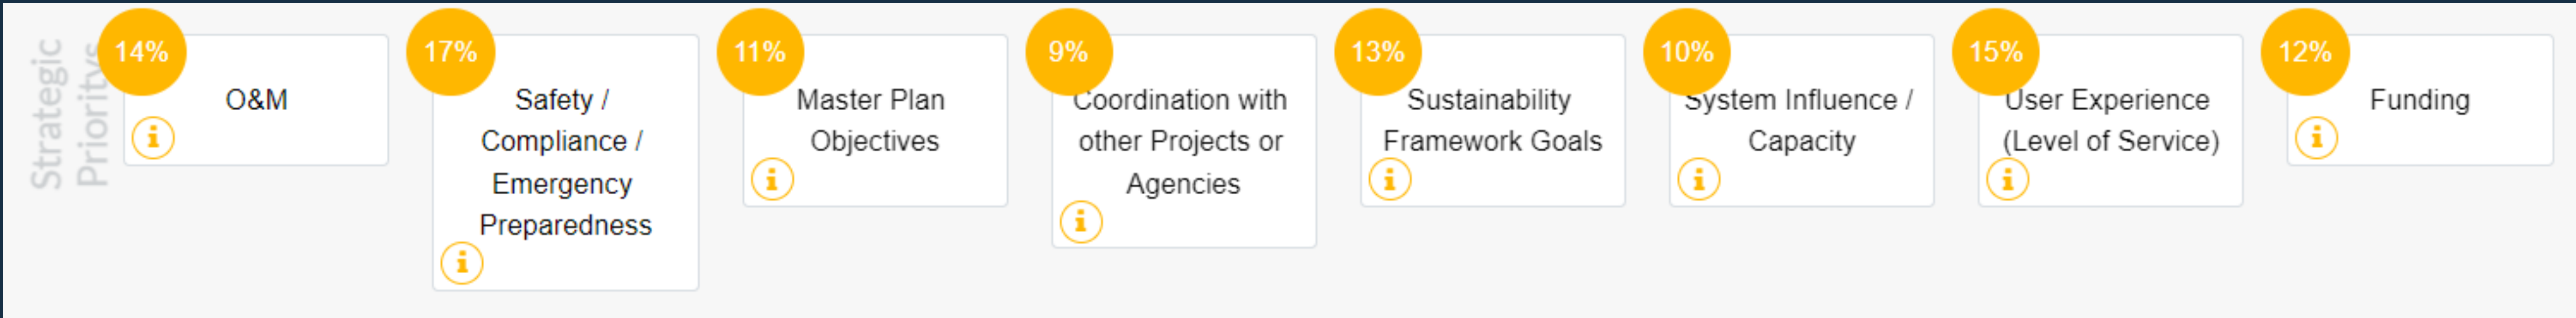 Strategic
Prioritys
14%
O&M
i
17%
Safety /
Compliance /
Emergency
Preparedness
i
11%
Master Plan
Objectives
i
9%
Coordination with
other Projects or
Agencies
i
13%
Sustainability
Framework Goals
i
10%
System Influence /
Capacity
i
15%
User Experience
(Level of Service)
i
12%
Funding
i